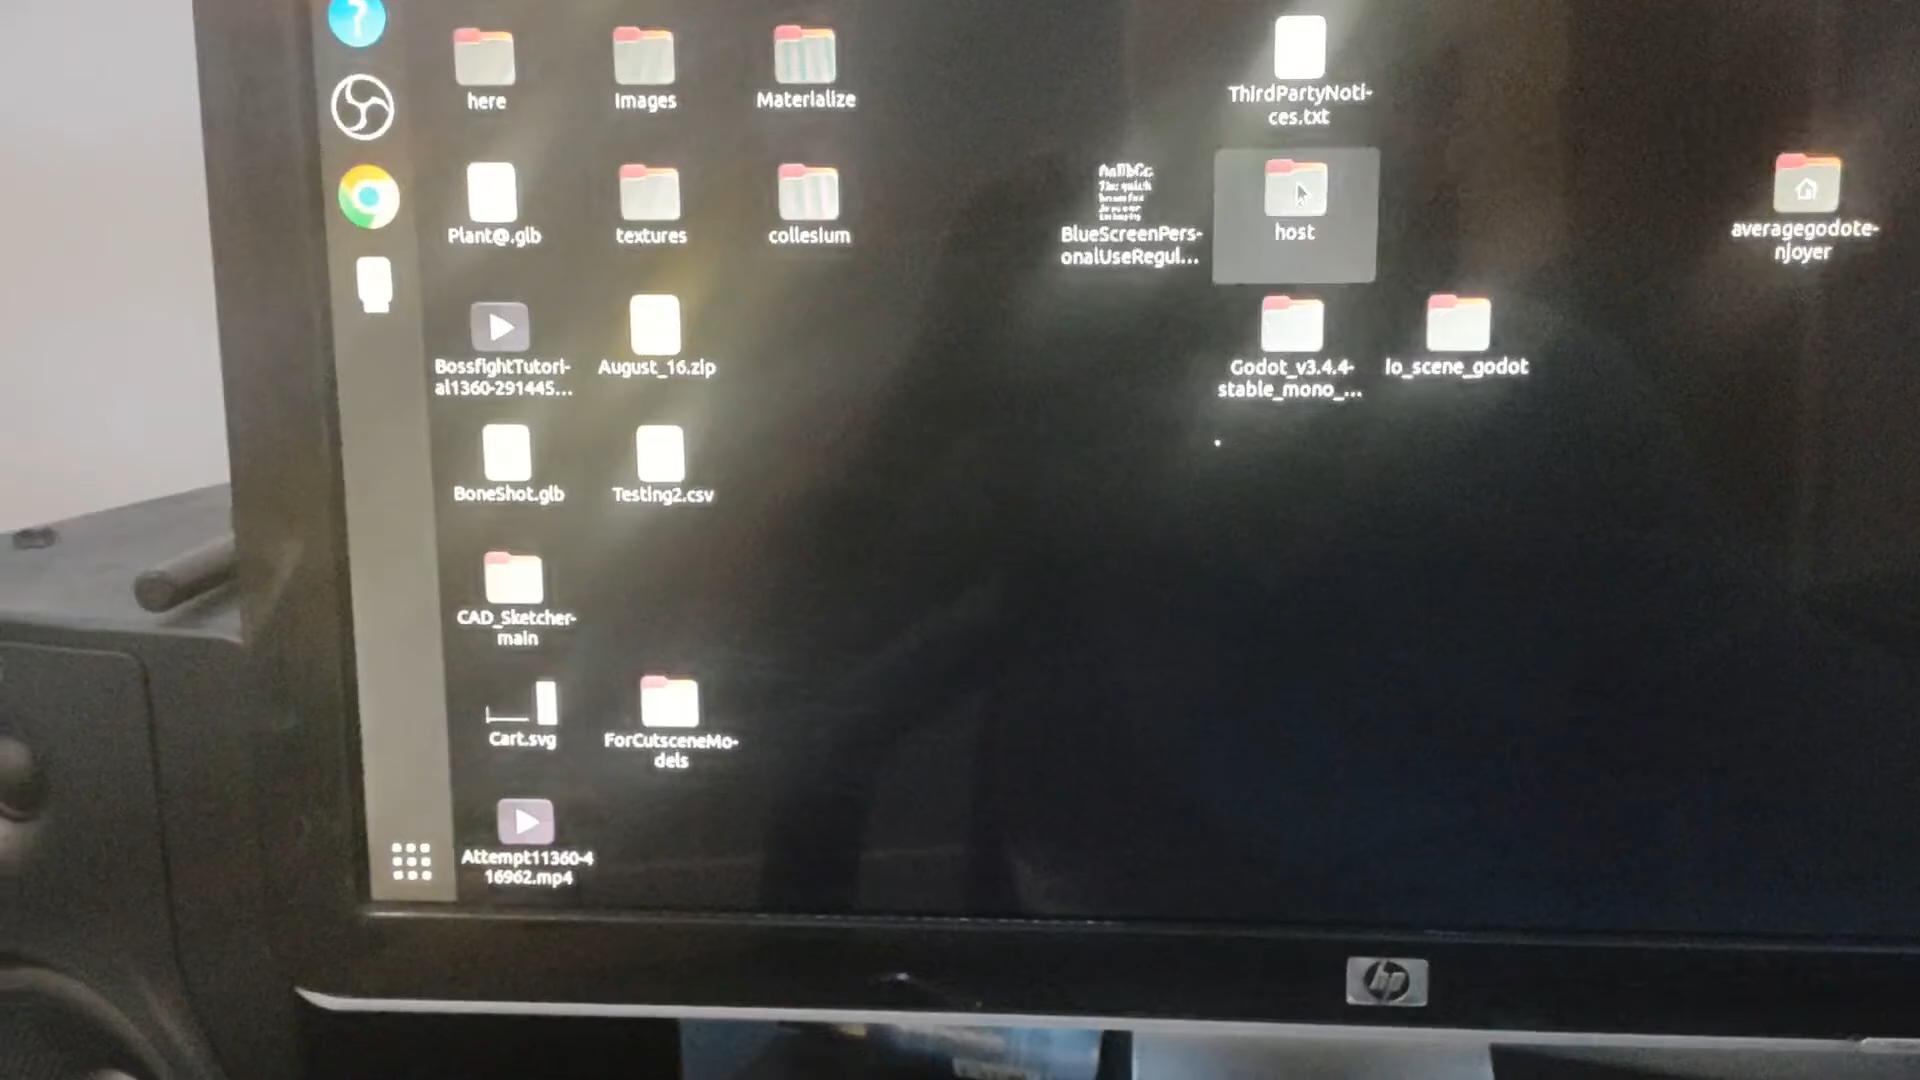 ?
here
Images
Materialize
ThirdPartyNoti-
ces.txt
Plant@.glb
textures
collesium
AaBbCc
BlueScreenPers-
onalUseRegul...
host
averagegodote-
njoyer
BossfightTutori-
al1360-291445...
August_16.zip
Godot_v3.4.4-
stable_mono_...
io_scene_godot
BoneShot.glb
Testing2.csv
CAD_Sketcher-
main
Cart.svg
ForCutsceneMo-
dels
Attempt11360-4
16962.mp4
hp